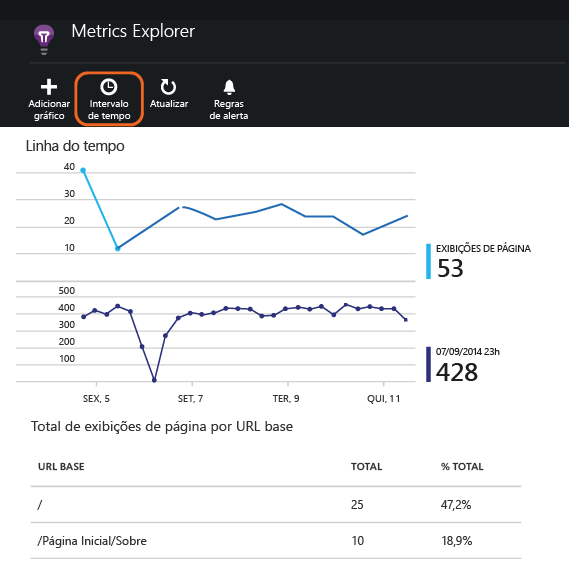 Metrics Explorer
Adicionar gráfico
Intervalo de tempo
Atualizar
Regras de alerta
Linha do tempo
40
30
20
10
EXIBIÇÕES DE PÁGINA
53
500
400
300
200
100
07/09/2014 23h
428
SEX, 5
SET, 7
TER, 9
QUI, 11
Total de exibições de página por URL base
URL BASE TOTAL % TOTAL
/ 25 47,2%
/Página Inicial/Sobre 10 18,9%